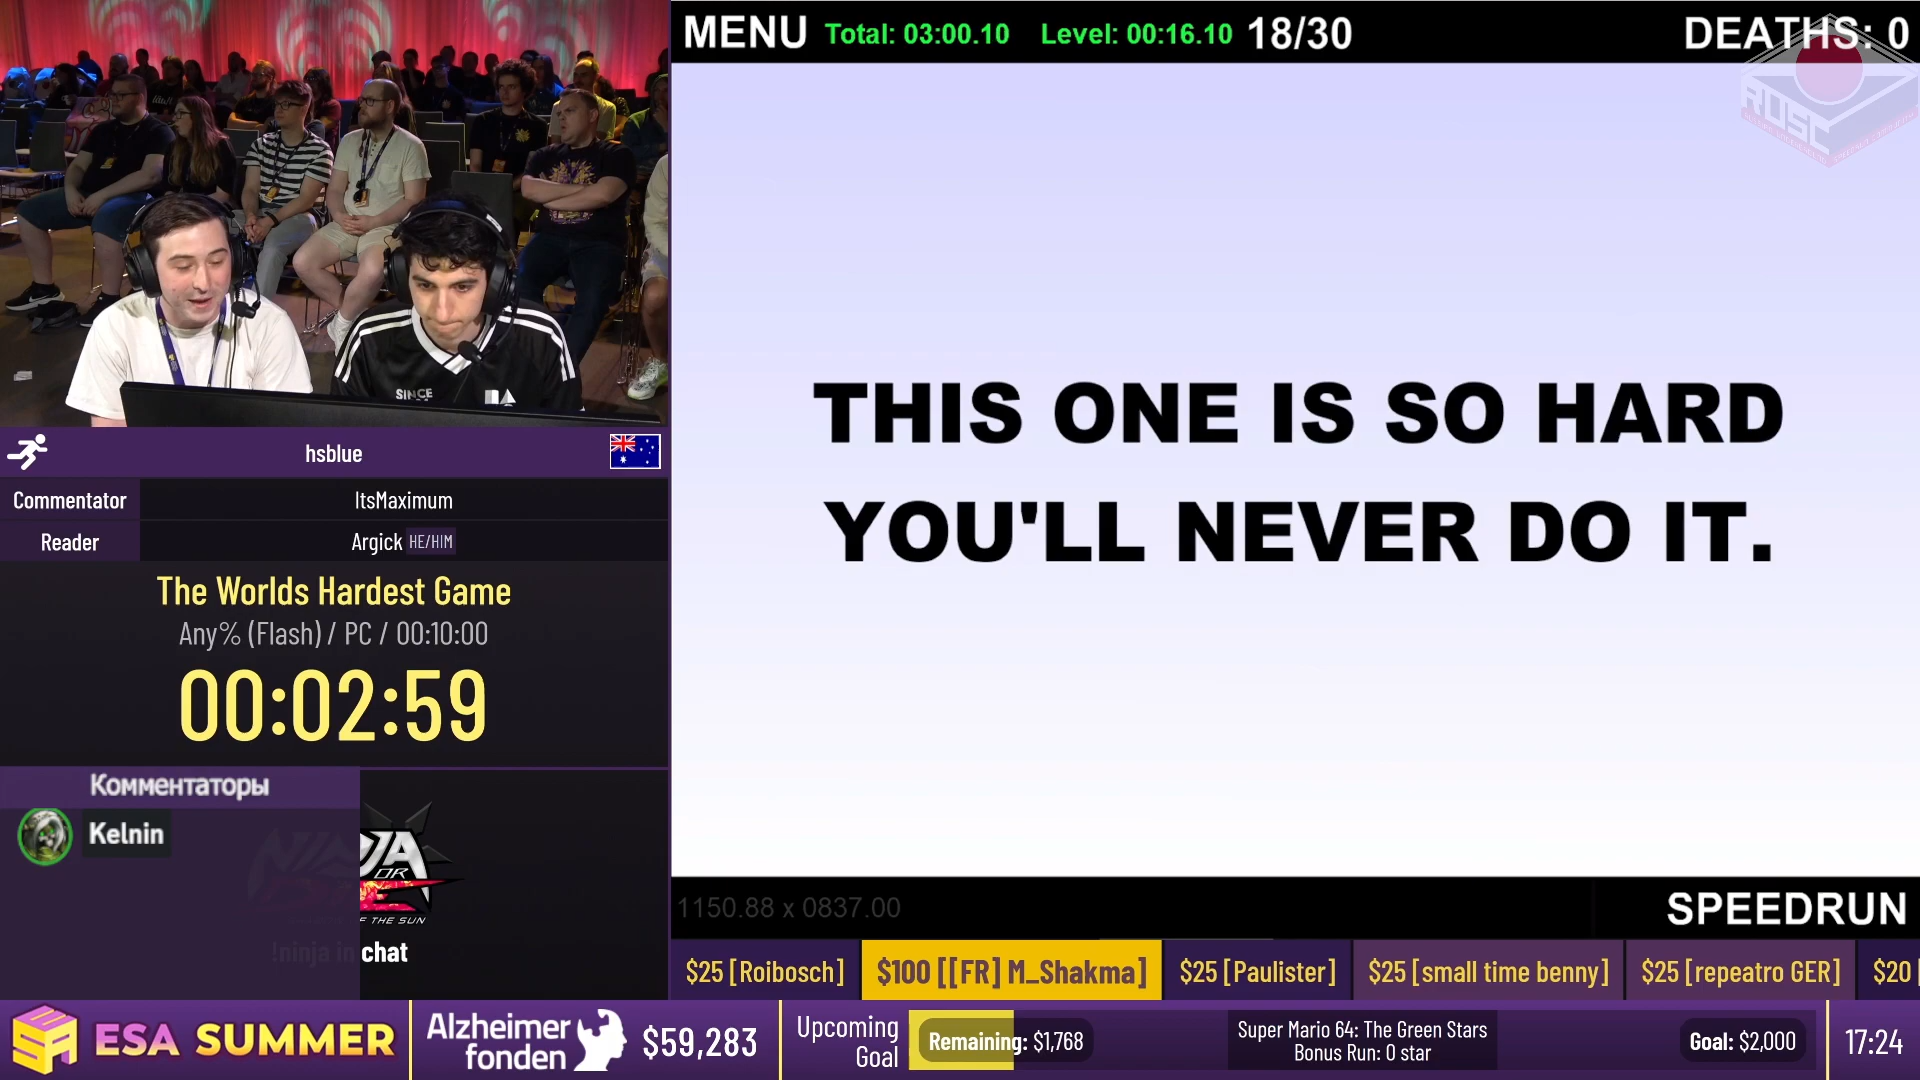 MENU Total: 03:00.10 Level: 00:16.10 18/30 DEATHS: 0
THIS ONE IS SO HARD
YOU'LL NEVER DO IT.
1150.88 x 0837.00
SPEEDRUN
SINCE
hsblue
Commentator ItsMaximum
Reader Argick HE/HIM
The Worlds Hardest Game
Any% (Flash) / PC / 00:10:00
00:02:59
Комментаторы
Kelnin
!ninja in chat
$25 [Roibosch] $100 [[FR] M_Shakma] $25 [Paulister] $25 [small time benny] $25 [repeatro GER] $20
ESA SUMMER
Alzheimer
fonden
$59,283
Upcoming
Goal
Remaining: $1,768
Super Mario 64: The Green Stars
Bonus Run: 0 star
Goal: $2,000
17:24